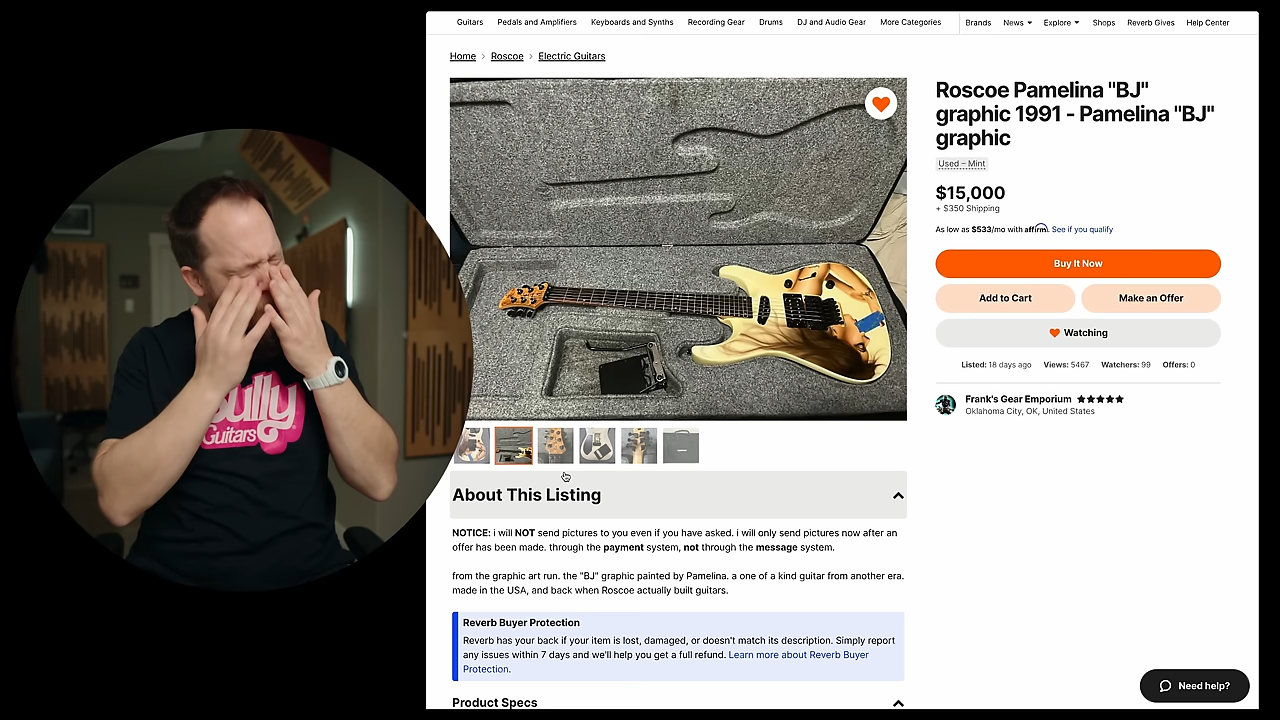 Guitars Pedals and Amplifiers Keyboards and Synths Recording Gear Drums DJ and Audio Gear More Categories Brands News Explore Shops Reverb Gives Help Center
Home › Roscoe › Electric Guitars
Roscoe Pamelina "BJ"
graphic 1991 - Pamelina "BJ"
graphic
Used – Mint
$15,000
+ $350 Shipping
As low as $533/mo with affirm. See if you qualify
Buy It Now
Add to Cart
Make an Offer
Watching
Listed: 18 days ago Views: 5467 Watchers: 99 Offers: 0
Frank's Gear Emporium
Oklahoma City, OK, United States
Guitars
About This Listing
NOTICE: i will NOT send pictures to you even if you have asked. i will only send pictures now after an
offer has been made. through the payment system, not through the message system.
from the graphic art run. the "BJ" graphic painted by Pamelina. a one of a kind guitar from another era.
made in the USA, and back when Roscoe actually built guitars.
Reverb Buyer Protection
Reverb has your back if your item is lost, damaged, or doesn't match its description. Simply report
any issues within 7 days and we'll help you get a full refund. Learn more about Reverb Buyer
Protection.
Product Specs
Need help?